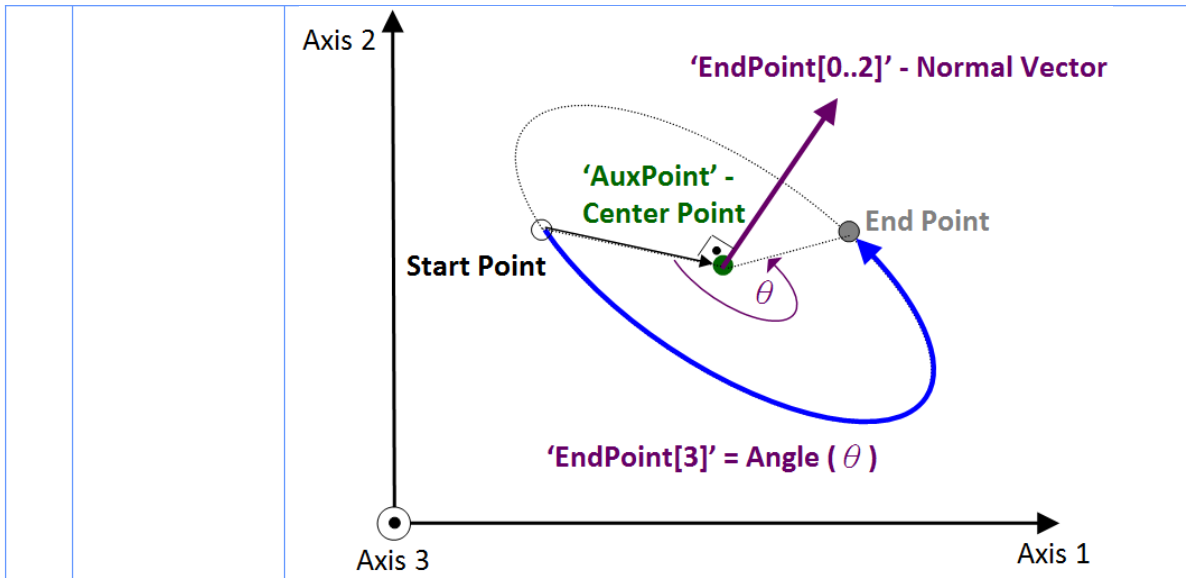 Axis 2
‘EndPoint[0..2]’ - Normal Vector
‘AuxPoint’ -
Center Point
End Point
Start Point
θ
‘EndPoint[3]’ = Angle ( θ )
Axis 3
Axis 1